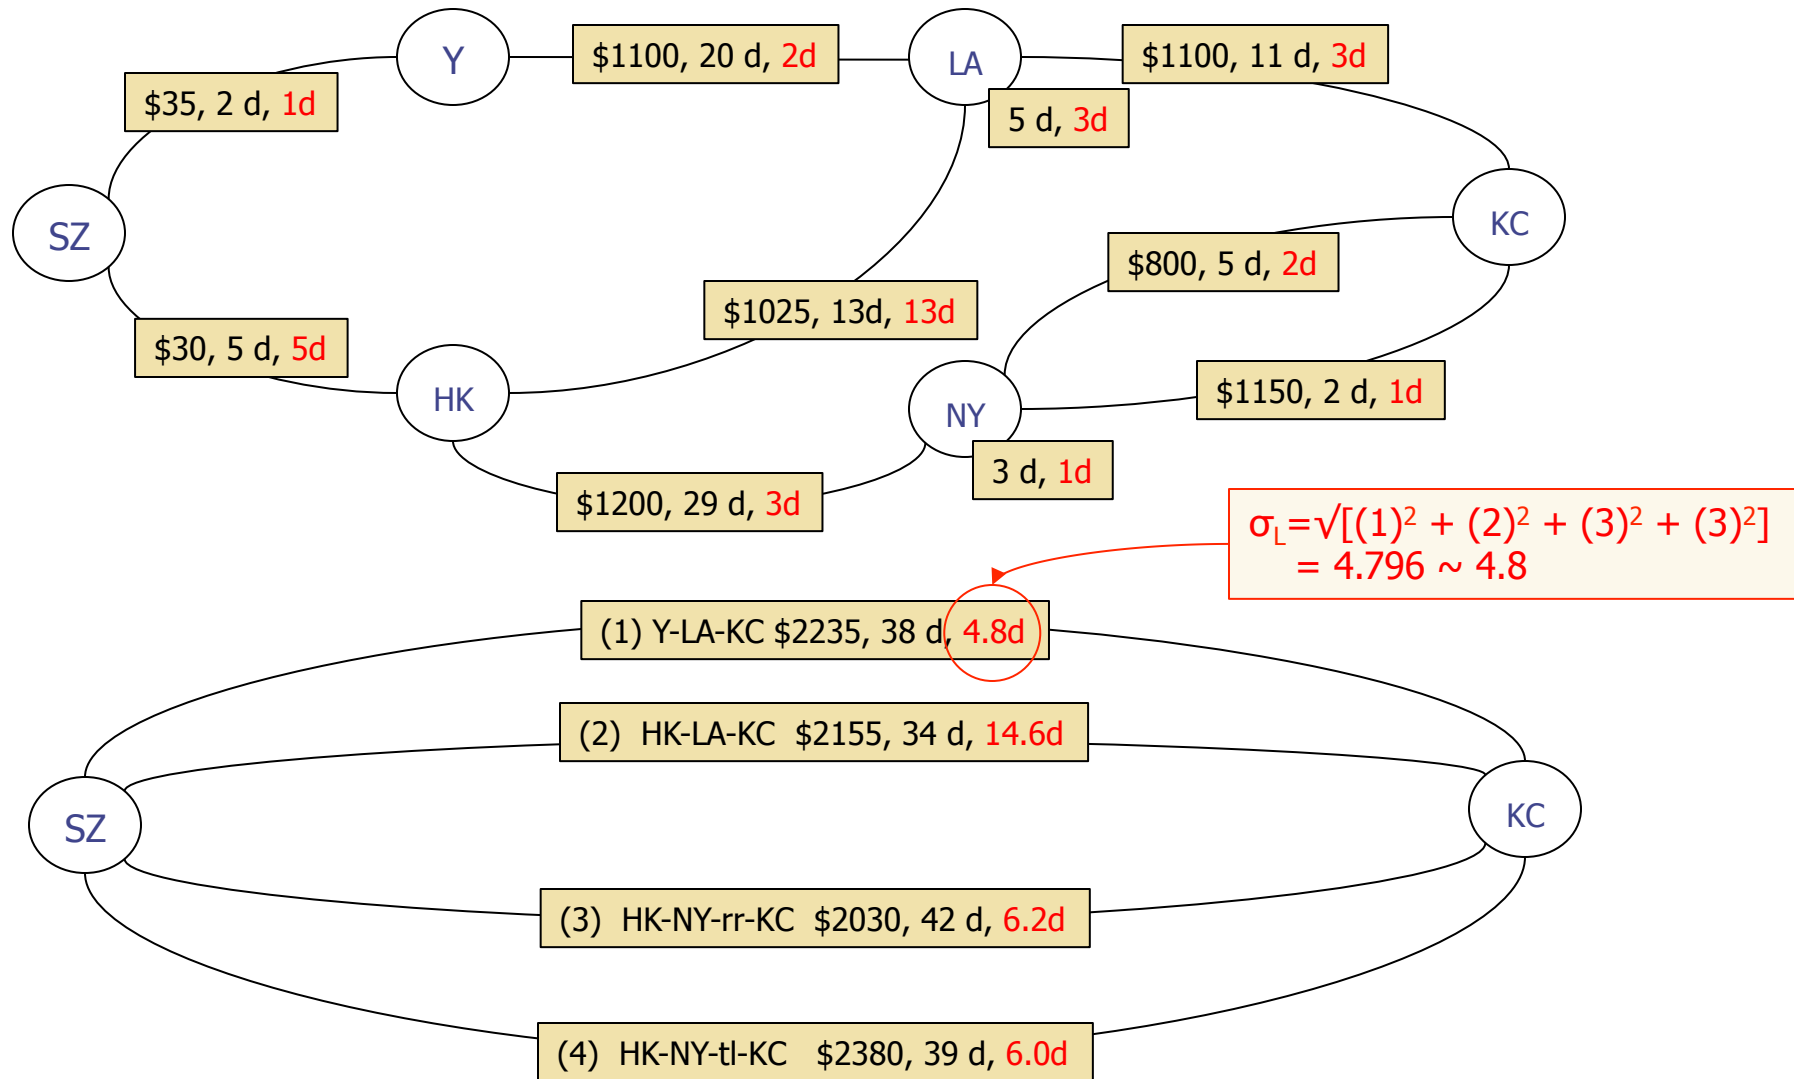 Y
$1100, 20 d, 2d
LA
$1100, 11 d, 3d
$35, 2 d, 1d
5 d, 3d
SZ
KC
$800, 5 d, 2d
$1025, 13d, 13d
$30, 5 d, 5d
HK
NY
$1150, 2 d, 1d
3 d, 1d
$1200, 29 d, 3d
σL=√[(1)² + (2)² + (3)² + (3)²]
= 4.796 ~ 4.8
(1) Y-LA-KC $2235, 38 d, 4.8d
(2) HK-LA-KC $2155, 34 d, 14.6d
SZ
KC
(3) HK-NY-rr-KC $2030, 42 d, 6.2d
(4) HK-NY-tl-KC $2380, 39 d, 6.0d